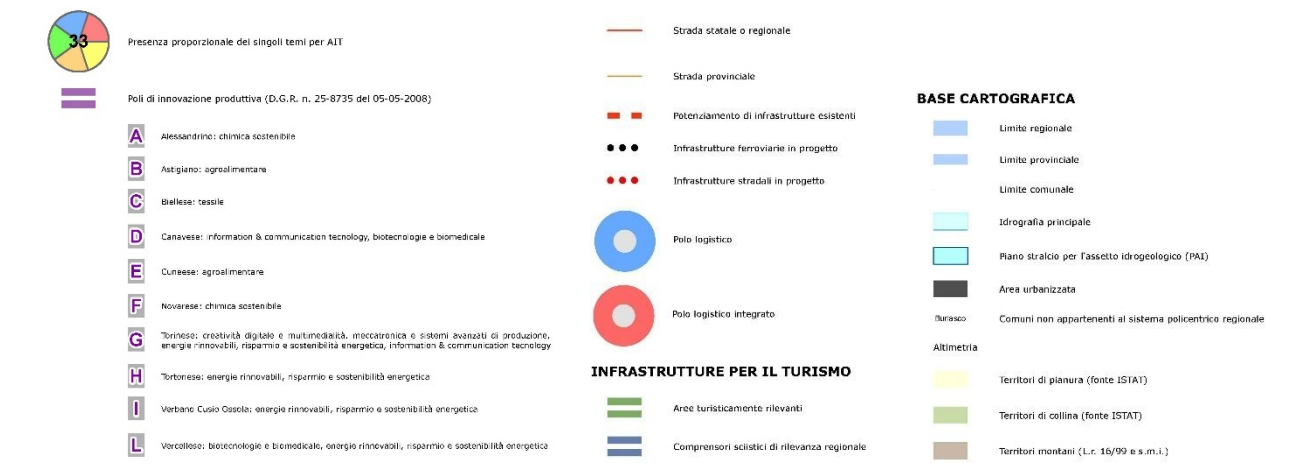 33
Presenza proporzionale dei singoli temi per AIT
Poli di innovazione produttiva (D.G.R. n. 25-8735 del 05-05-2008)
A
Alessandrino: chimica sostenibile
B
Astigiano: agroalimentare
C
Biellese: tessile
D
Canavese: information & communication tecnology, biotecnologie e biomedicale
E
Cuneese: agroalimentare
F
Novarese: chimica sostenibile
G
Torinese: creatività digitale e multimedialità, meccatronica e sistemi avanzati di produzione,
energie rinnovabili, risparmio e sostenibilità energetica, information & communication tecnology
H
Tortonese: energie rinnovabili, risparmio e sostenibilità energetica
I
Verbano Cusio Ossola: energie rinnovabili, risparmio e sostenibilità energetica
L
Vercellese: biotecnologie e biomedicale, energie rinnovabili, risparmio e sostenibilità energetica
Strada statale o regionale
Strada provinciale
Potenziamento di infrastrutture esistenti
Infrastrutture ferroviarie in progetto
Infrastrutture stradali in progetto
Polo logistico
Polo logistico integrato
INFRASTRUTTURE PER IL TURISMO
Aree turisticamente rilevanti
Comprensori sciistici di rilevanza regionale
BASE CARTOGRAFICA
Limite regionale
Limite provinciale
Limite comunale
Idrografia principale
Piano stralcio per l'assetto idrogeologico (PAI)
Area urbanizzata
Buriasco
Comuni non appartenenti al sistema policentrico regionale
Altimetria
Territori di pianura (fonte ISTAT)
Territori di collina (fonte ISTAT)
Territori montani (L.r. 16/99 e s.m.i.)